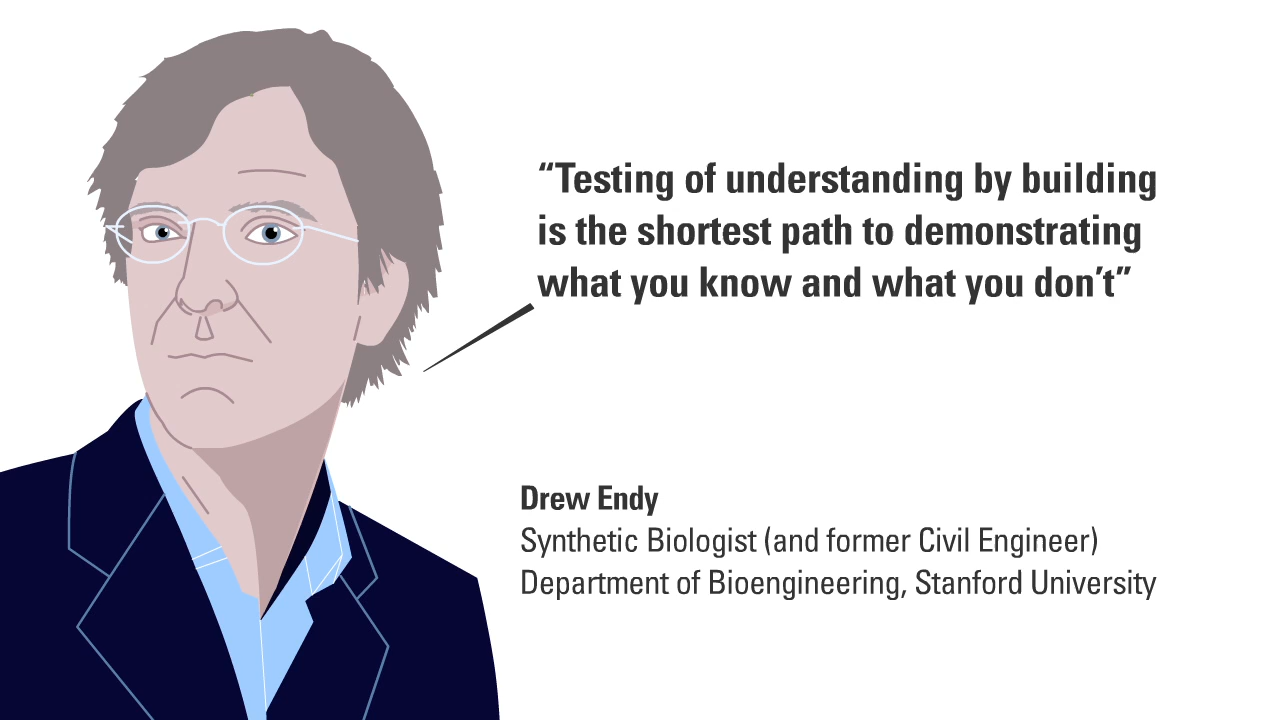 “Testing of understanding by building
is the shortest path to demonstrating
what you know and what you don’t”
Drew Endy
Synthetic Biologist (and former Civil Engineer)
Department of Bioengineering, Stanford University